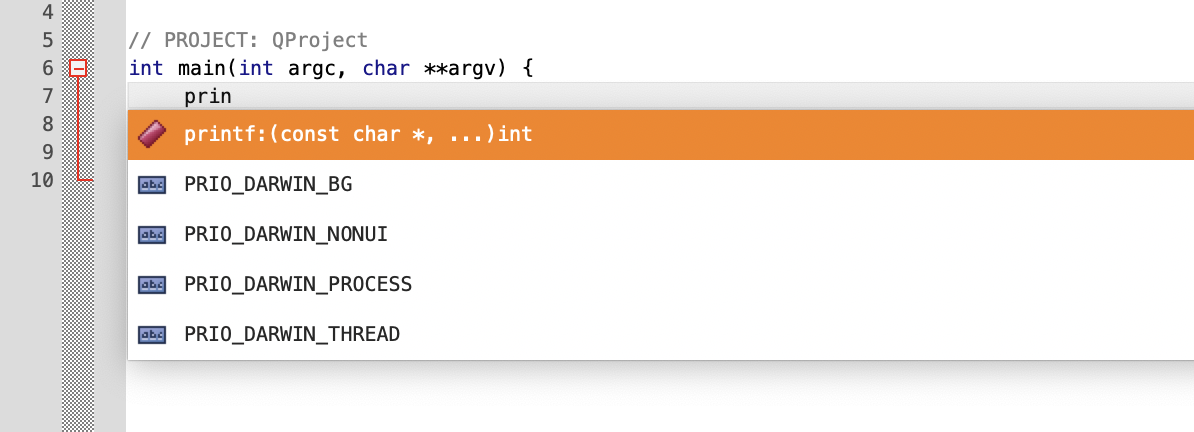 4
5 // PROJECT: QProject
6 int main(int argc, char **argv) {
7 prin
8 printf:(const char *, ...)int
9
10 abc PRIO_DARWIN_BG
abc PRIO_DARWIN_NONUI
abc PRIO_DARWIN_PROCESS
abc PRIO_DARWIN_THREAD